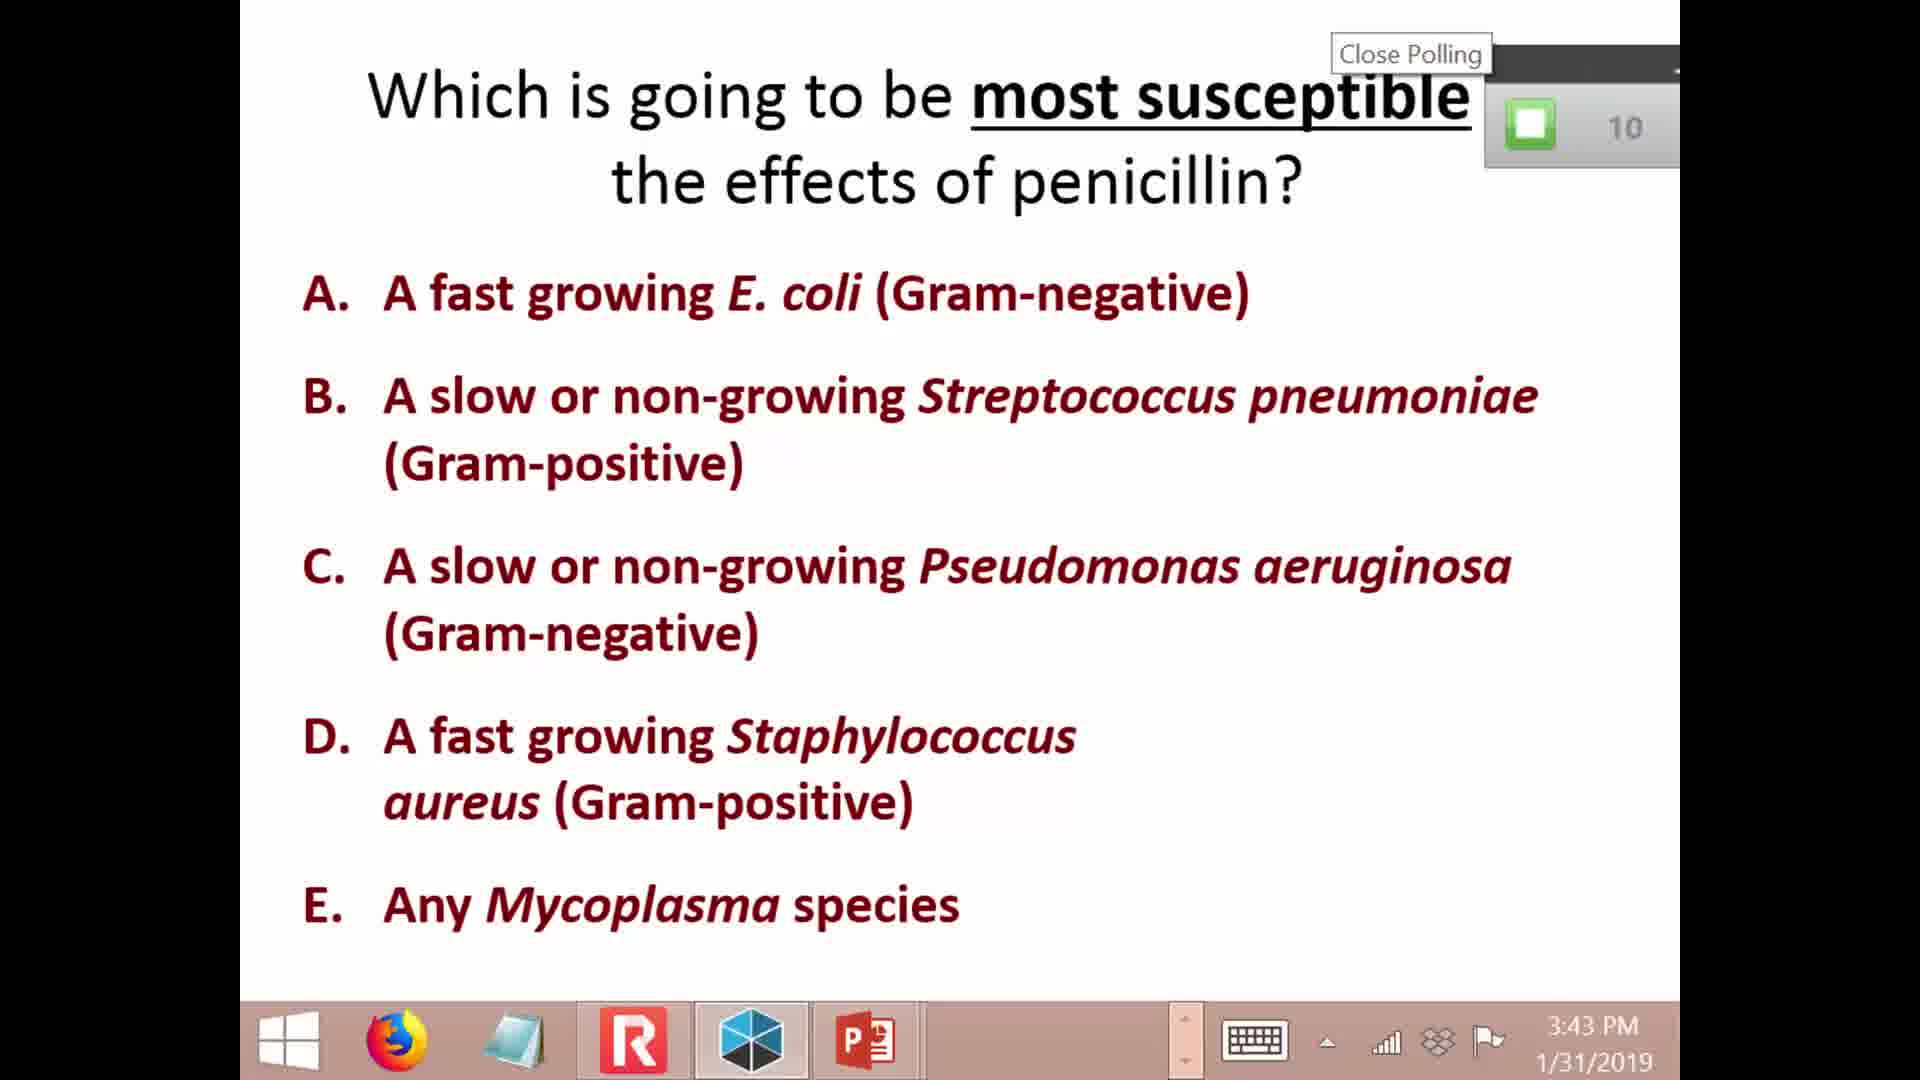 Close Polling
Which is going to be most susceptible
10
the effects of penicillin?
A. A fast growing E. coli (Gram-negative)
B. A slow or non-growing Streptococcus pneumoniae
(Gram-positive)
C. A slow or non-growing Pseudomonas aeruginosa
(Gram-negative)
D. A fast growing Staphylococcus
aureus (Gram-positive)
E. Any Mycoplasma species
R
P
3:43 PM
1/31/2019